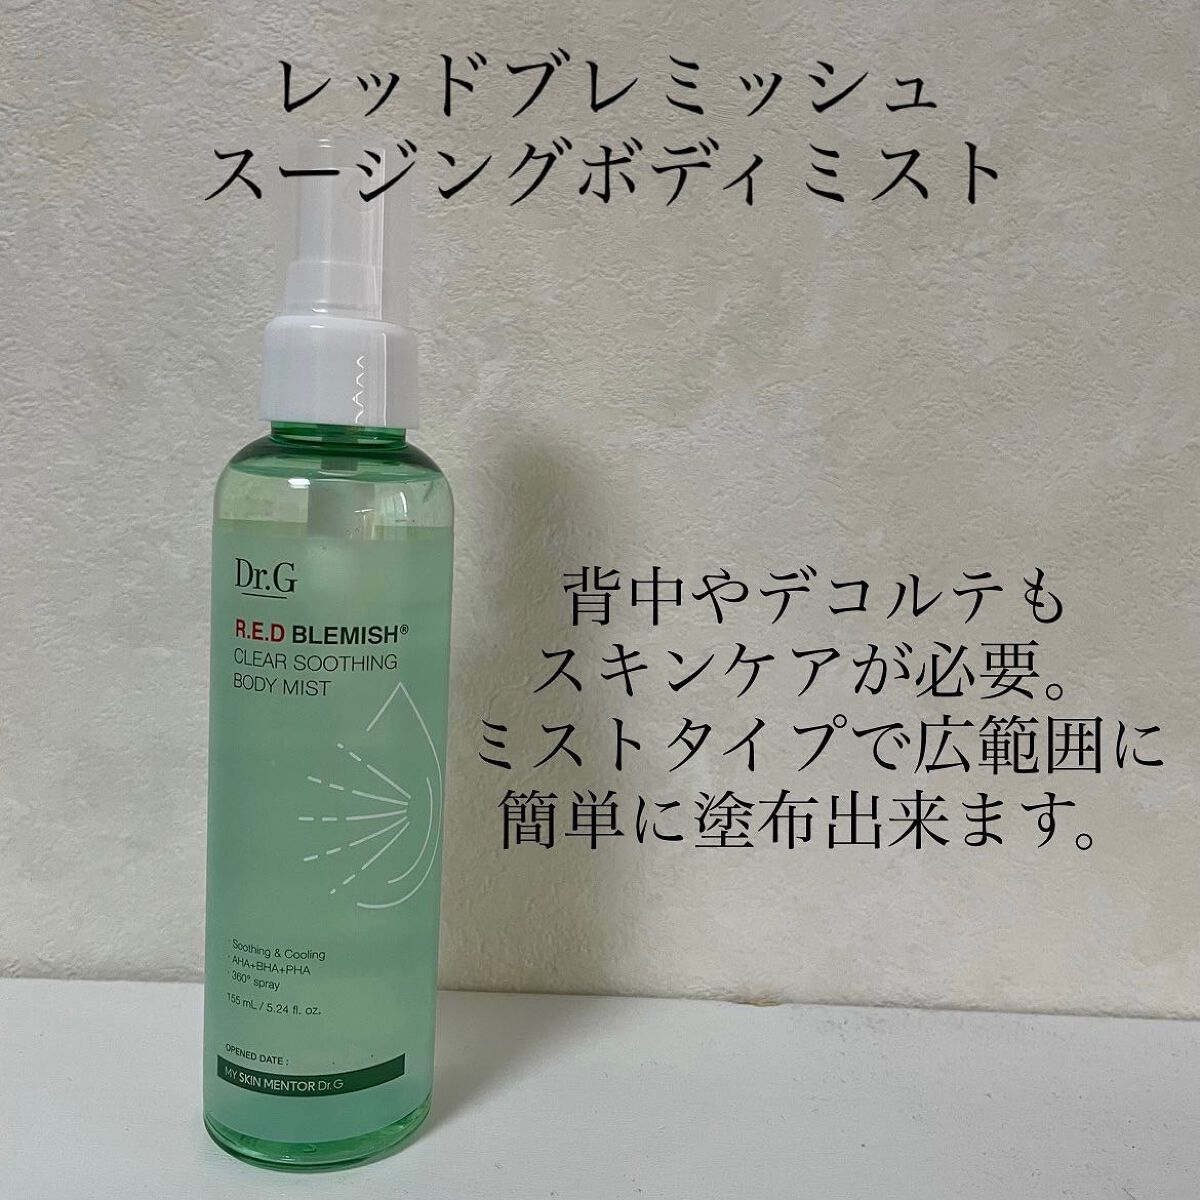 レッドブレミッシュ
スージングボディミスト
Dr.G
R.E.D BLEMISH®
CLEAR SOOTHING
BODY MIST
背中やデコルテも
スキンケアが必要。
ミストタイプで広範囲に
簡単に塗布出来ます。
· Soothing & Cooling
· AHA+BHA+PHA
· 360° spray
155 mL / 5.24 fl. oz.
OPENED DATE :
MY SKIN MENTOR Dr.G